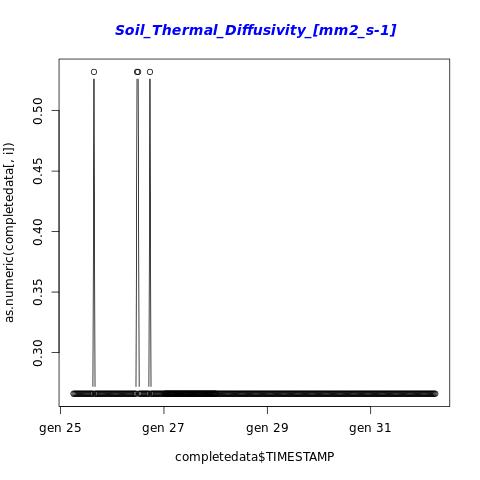 Soil_Thermal_Diffusivity_[mm2_s-1]
as.numeric(completedata[, i])
0.50
0.45
0.40
0.35
0.30
gen 25 gen 27 gen 29 gen 31
completedata$TIMESTAMP